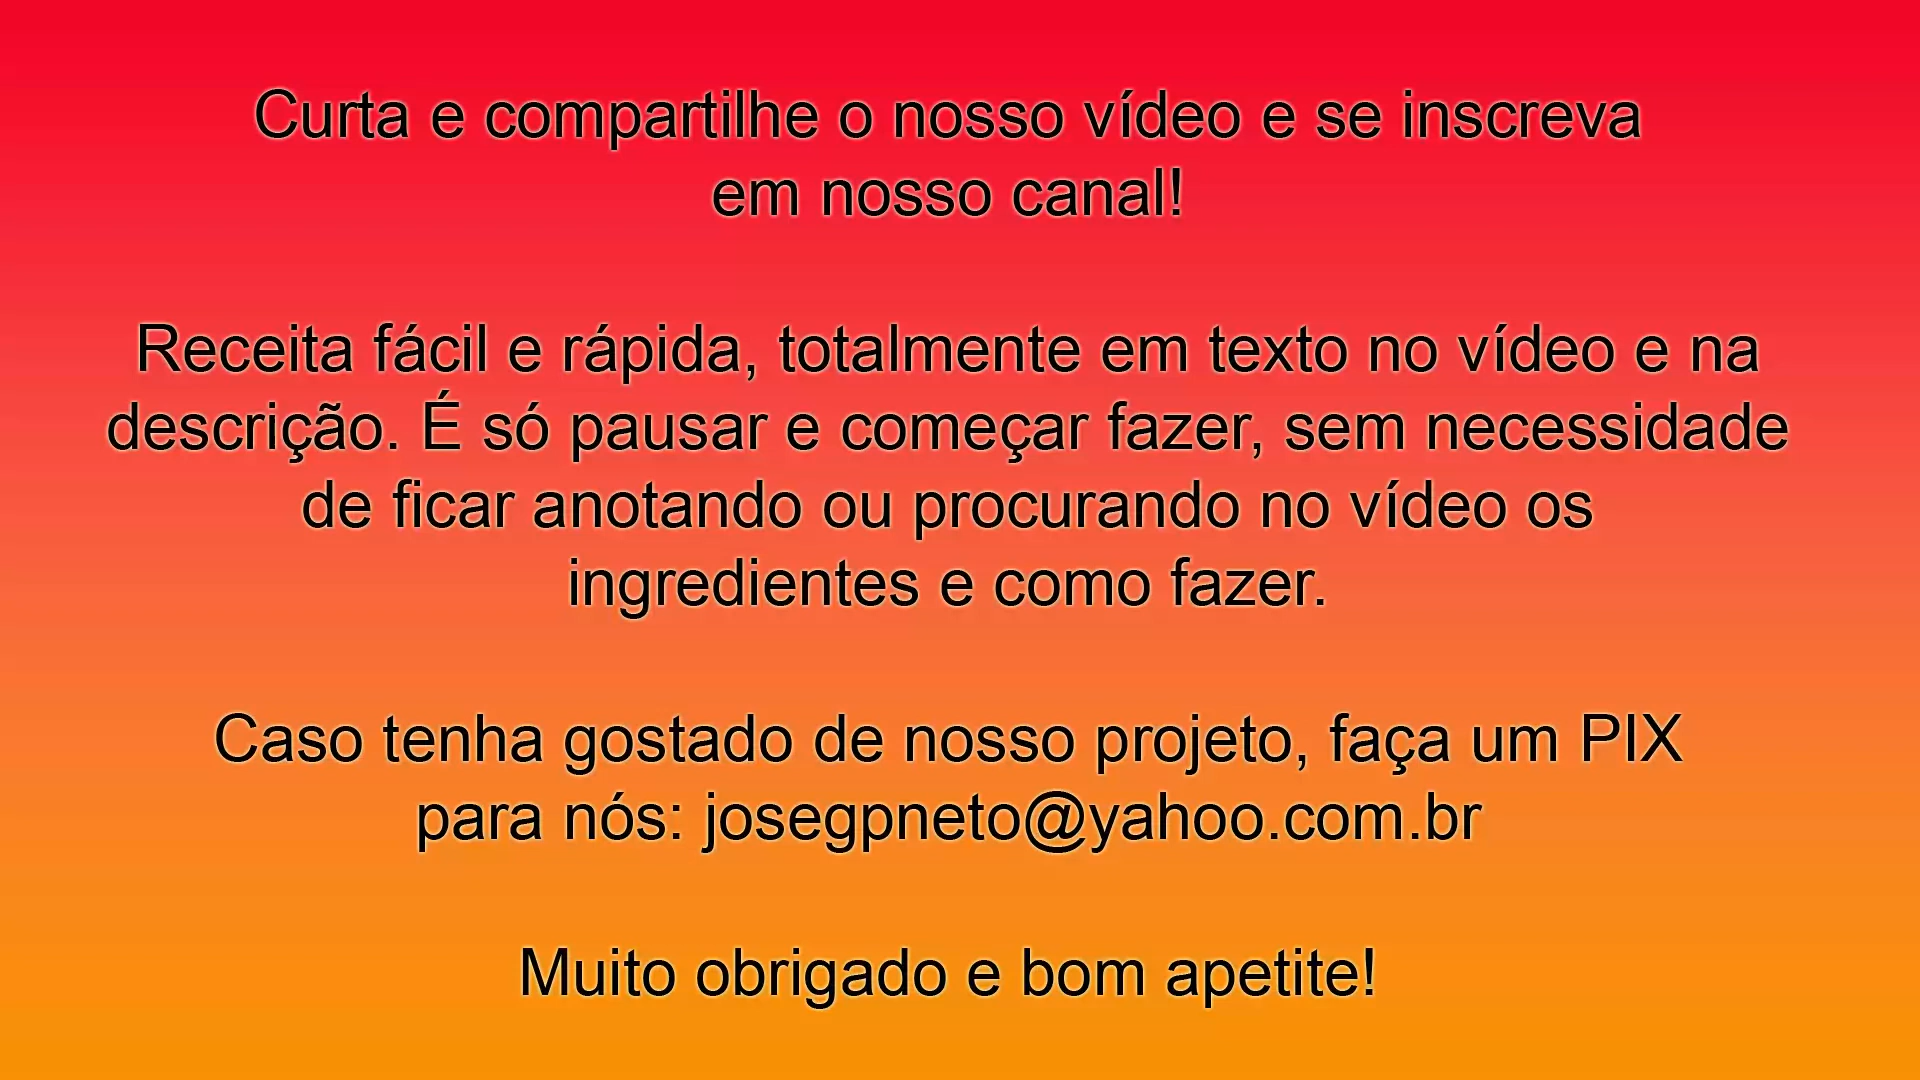 Curta e compartilhe o nosso vídeo e se inscreva
em nosso canal!
Receita fácil e rápida, totalmente em texto no vídeo e na
descrição. É só pausar e começar fazer, sem necessidade
de ficar anotando ou procurando no vídeo os
ingredientes e como fazer.
Caso tenha gostado de nosso projeto, faça um PIX
para nós: josegpneto@yahoo.com.br
Muito obrigado e bom apetite!